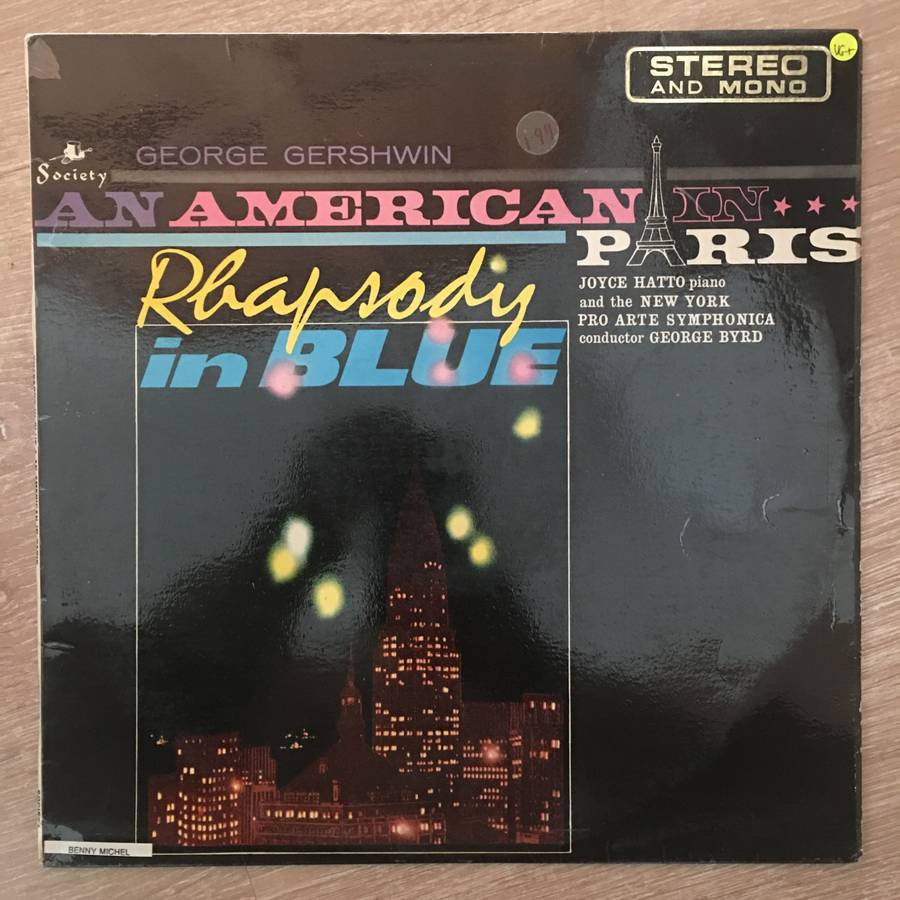 STEREO
AND MONO
VG+
GEORGE GERSHWIN
Society
AN AMERICAN IN
PARIS
Rhapsody
in BLUE
JOYCE HATTO piano
and the NEW YORK
PRO ARTE SYMPHONICA
conductor GEORGE BYRD
BENNY MICHEL